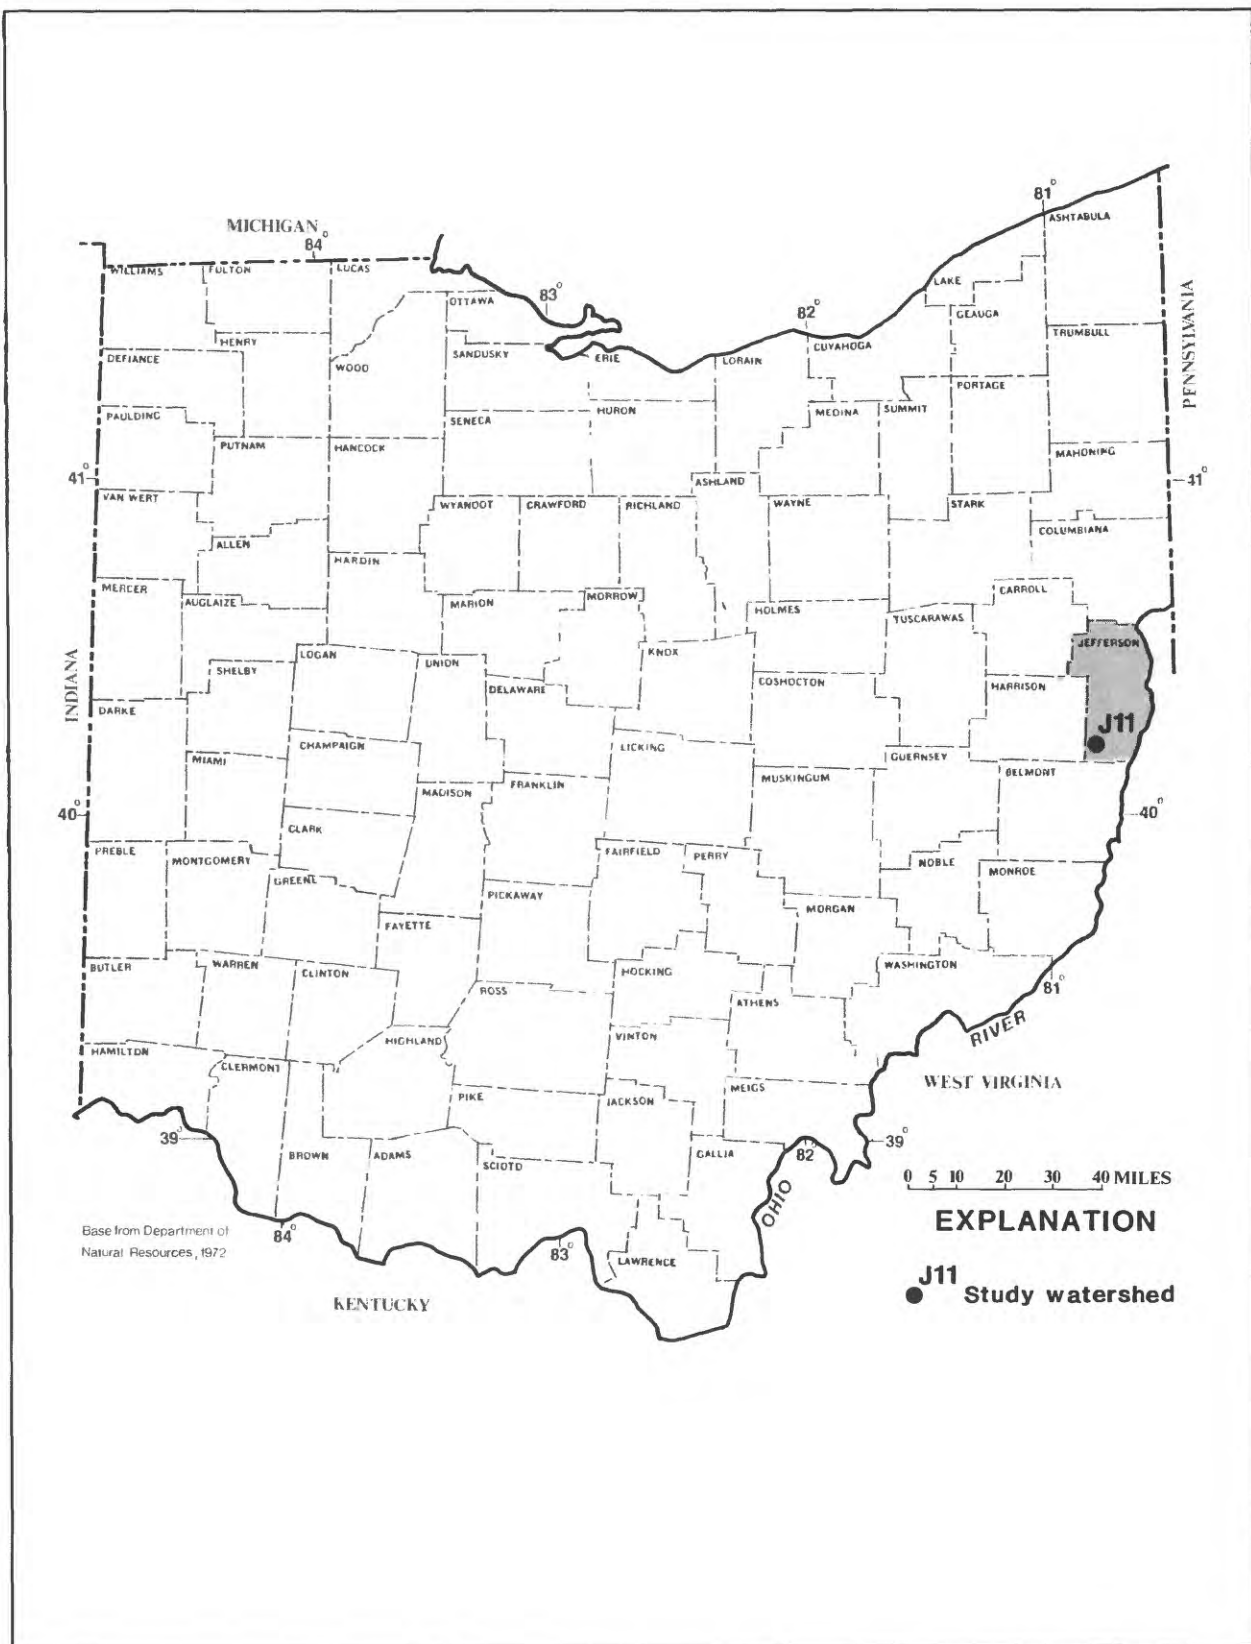 81°
ASHTABULA
MICHIGAN
84°
WILLIAMS
FULTON
LUCAS
LAKE
OTTAWA
83°
82°
GEAUGA
PENNSYLVANIA
TRUMBULL
HENRY
CUYAHOGA
DEFIANCE
WOOD
SANDUSKY
ERIE
LORAIN
PORTAGE
PAULDING
SENECA
HURON
MEDINA
SUMMIT
PUTNAM
HANCOCK
MAHONING
41°
41°
ASHLAND
VAN WERT
WYANDOT
CRAWFORD
RICHLAND
WAYNE
STARK
COLUMBIANA
ALLEN
HARDIN
MERCER
CARROLL
AUGLAIZE
MARION
MORROW
HOLMES
TUSCARAWAS
JEFFERSON
LOGAN
UNION
KNOX
INDIANA
SHELBY
DELAWARE
COSHOCTON
HARRISON
DARKE
J11
CHAMPAIGN
LICKING
MIAMI
GUERNSEY
MUSKINGUM
BELMONT
MADISON
FRANKLIN
40°
40°
CLARK
PREBLE
MONTGOMERY
FAIRFIELD
PERRY
NOBLE
MONROE
GREENE
PICKAWAY
MORGAN
FAYETTE
BUTLER
WARREN
CLINTON
HOCKING
WASHINGTON
ROSS
81°
ATHENS
HIGHLAND
VINTON
RIVER
HAMILTON
CLERMONT
WEST VIRGINIA
PIKE
JACKSON
MEIGS
39°
39°
82°
BROWN
ADAMS
SCIOTO
GALLIA
0 5 10 20 30 40 MILES
OHIO
EXPLANATION
Base from Department of
Natural Resources, 1972
84°
83°
LAWRENCE
J11 Study watershed
KENTUCKY